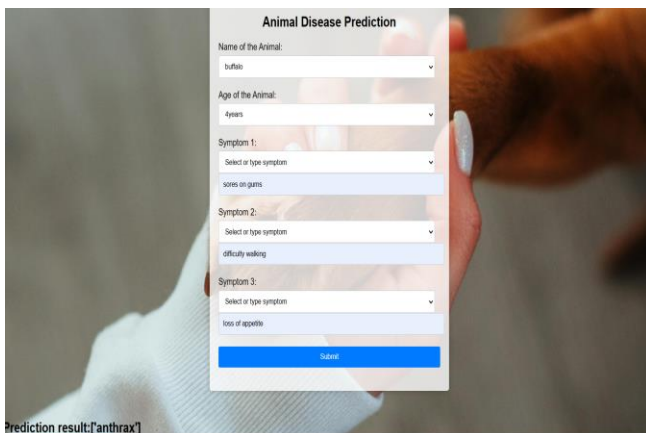 Animal Disease Prediction
Name of the Animal:
buffalo
Age of the Animal:
4years
Symptom 1:
Select or type symptom
sores on gums
Symptom 2:
Select or type symptom
difficulty walking
Symptom 3:
Select or type symptom
loss of appetite
Submit
Prediction result:['anthrax']